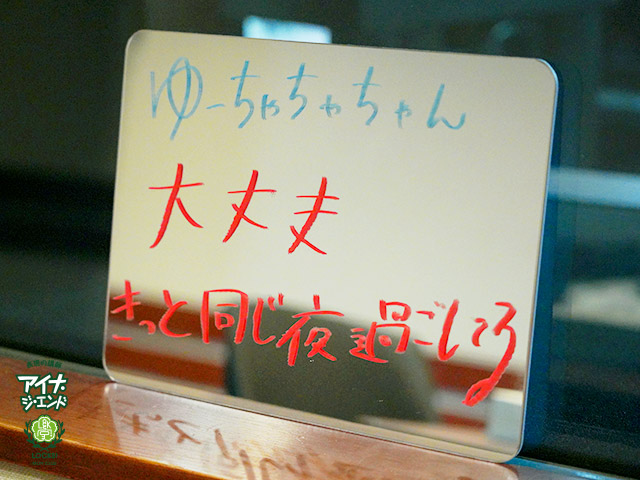 ゆーちゃちゃちゃん
大丈夫
きっと同じ夜過ごしてる
アイナ・
ジ・エンド